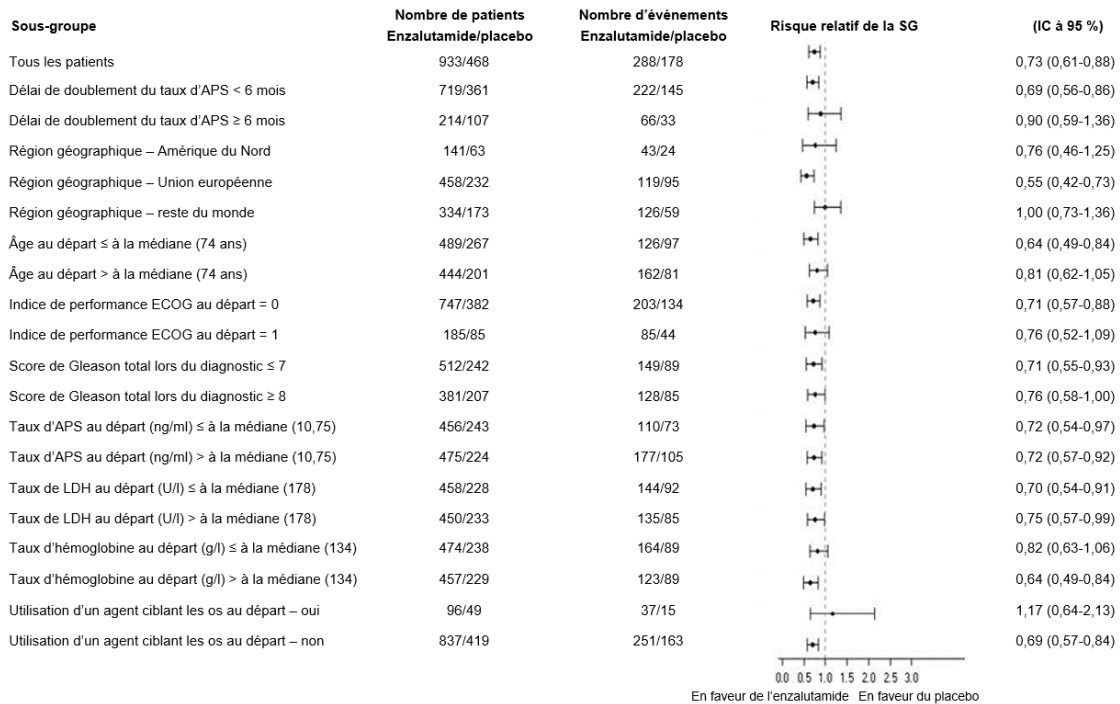 Sous-groupe Nombre de patients Enzalutamide/placebo Nombre d’événements Enzalutamide/placebo Risque relatif de la SG (IC à 95 %)
Tous les patients 933/468 288/178 0,73 (0,61-0,88)
Délai de doublement du taux d’APS < 6 mois 719/361 222/145 0,69 (0,56-0,86)
Délai de doublement du taux d’APS ≥ 6 mois 214/107 66/33 0,90 (0,59-1,36)
Région géographique – Amérique du Nord 141/63 43/24 0,76 (0,46-1,25)
Région géographique – Union européenne 458/232 119/95 0,55 (0,42-0,73)
Région géographique – reste du monde 334/173 126/59 1,00 (0,73-1,36)
Âge au départ ≤ à la médiane (74 ans) 489/267 126/97 0,64 (0,49-0,84)
Âge au départ > à la médiane (74 ans) 444/201 162/81 0,81 (0,62-1,05)
Indice de performance ECOG au départ = 0 747/382 203/134 0,71 (0,57-0,88)
Indice de performance ECOG au départ = 1 185/85 85/44 0,76 (0,52-1,09)
Score de Gleason total lors du diagnostic ≤ 7 512/242 149/89 0,71 (0,55-0,93)
Score de Gleason total lors du diagnostic ≥ 8 381/207 128/85 0,76 (0,58-1,00)
Taux d’APS au départ (ng/ml) ≤ à la médiane (10,75) 456/243 110/73 0,72 (0,54-0,97)
Taux d’APS au départ (ng/ml) > à la médiane (10,75) 475/224 177/105 0,72 (0,57-0,92)
Taux de LDH au départ (U/l) ≤ à la médiane (178) 458/228 144/92 0,70 (0,54-0,91)
Taux de LDH au départ (U/l) > à la médiane (178) 450/233 135/85 0,75 (0,57-0,99)
Taux d’hémoglobine au départ (g/l) ≤ à la médiane (134) 474/238 164/89 0,82 (0,63-1,06)
Taux d’hémoglobine au départ (g/l) > à la médiane (134) 457/229 123/89 0,64 (0,49-0,84)
Utilisation d’un agent ciblant les os au départ – oui 96/49 37/15 1,17 (0,64-2,13)
Utilisation d’un agent ciblant les os au départ – non 837/419 251/163 0,69 (0,57-0,84)
0.0 0.5 1.0 1.5 2.0 2.5 3.0
En faveur de l’enzalutamide En faveur du placebo